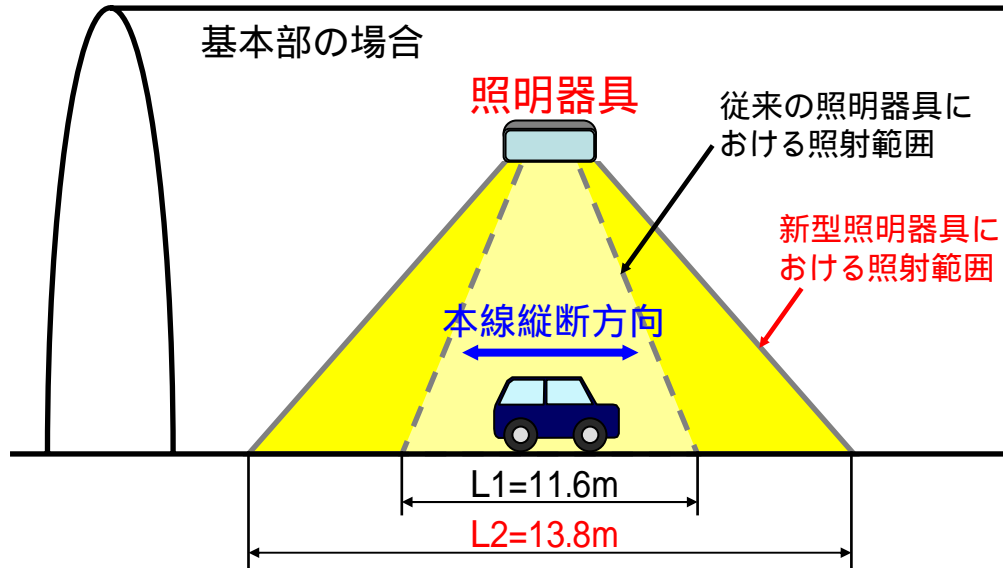 基本部の場合
照明器具
従来の照明器具に
おける照射範囲
新型照明器具に
おける照射範囲
本線縦断方向
L1=11.6m
L2=13.8m